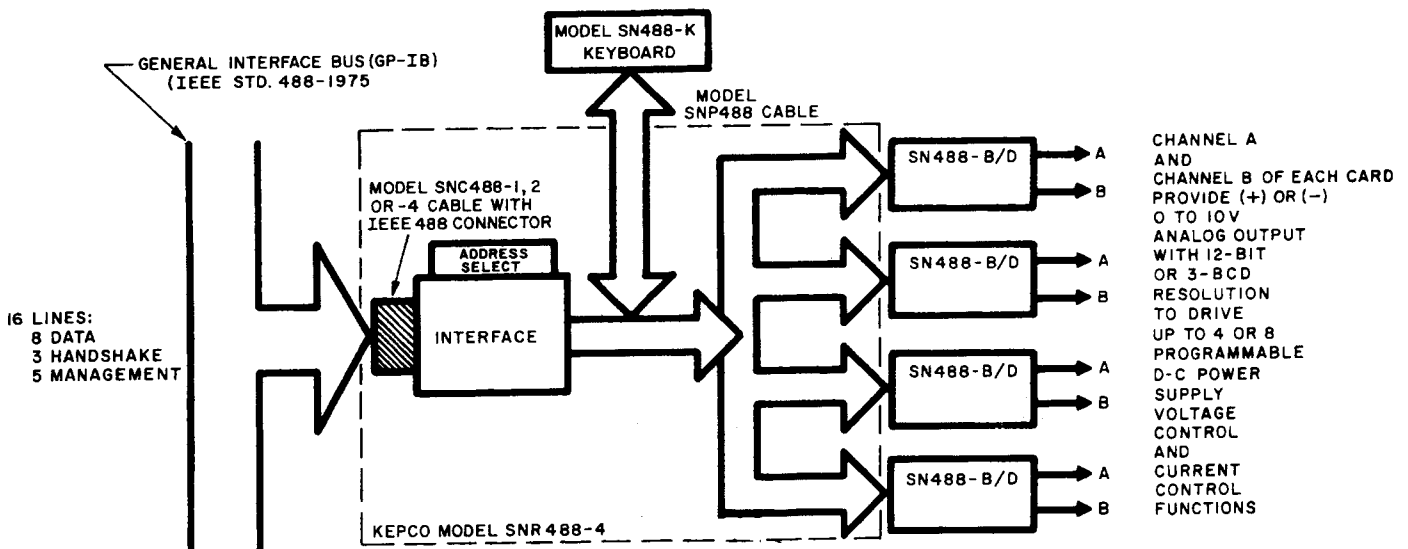 MODEL SN488-K
KEYBOARD
GENERAL INTERFACE BUS (GP-IB)
(IEEE STD. 488-1975
MODEL
SNP488 CABLE
MODEL SNC488-1, 2
OR -4 CABLE WITH
IEEE 488 CONNECTOR
ADDRESS
SELECT
INTERFACE
16 LINES:
8 DATA
3 HANDSHAKE
5 MANAGEMENT
KEPCO MODEL SNR 488-4
SN488-B/D
A
B
SN488-B/D
A
B
SN488-B/D
A
B
SN488-B/D
A
B
CHANNEL A
AND
CHANNEL B OF EACH CARD
PROVIDE (+) OR (-)
0 TO 10V
ANALOG OUTPUT
WITH 12-BIT
OR 3-BCD
RESOLUTION
TO DRIVE
UP TO 4 OR 8
PROGRAMMABLE
D-C POWER
SUPPLY
VOLTAGE
CONTROL
AND
CURRENT
CONTROL
FUNCTIONS